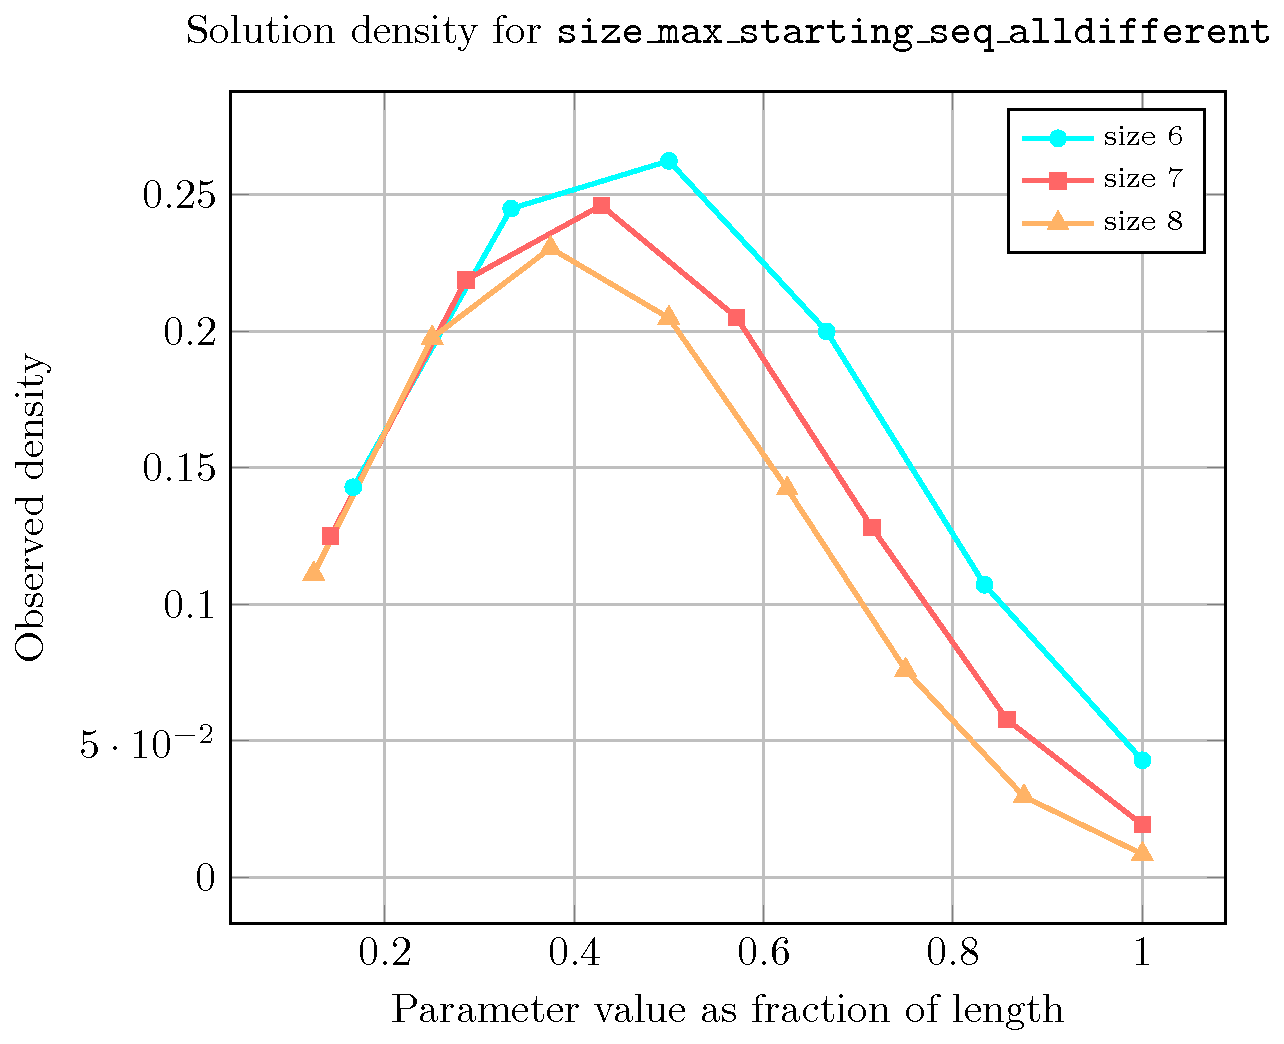 Solution density for size_max_starting_seq_alldifferent
size 6
size 7
size 8
0.25
0.2
0.15
0.1
5 · 10⁻²
0
Observed density
0.2 0.4 0.6 0.8 1
Parameter value as fraction of length